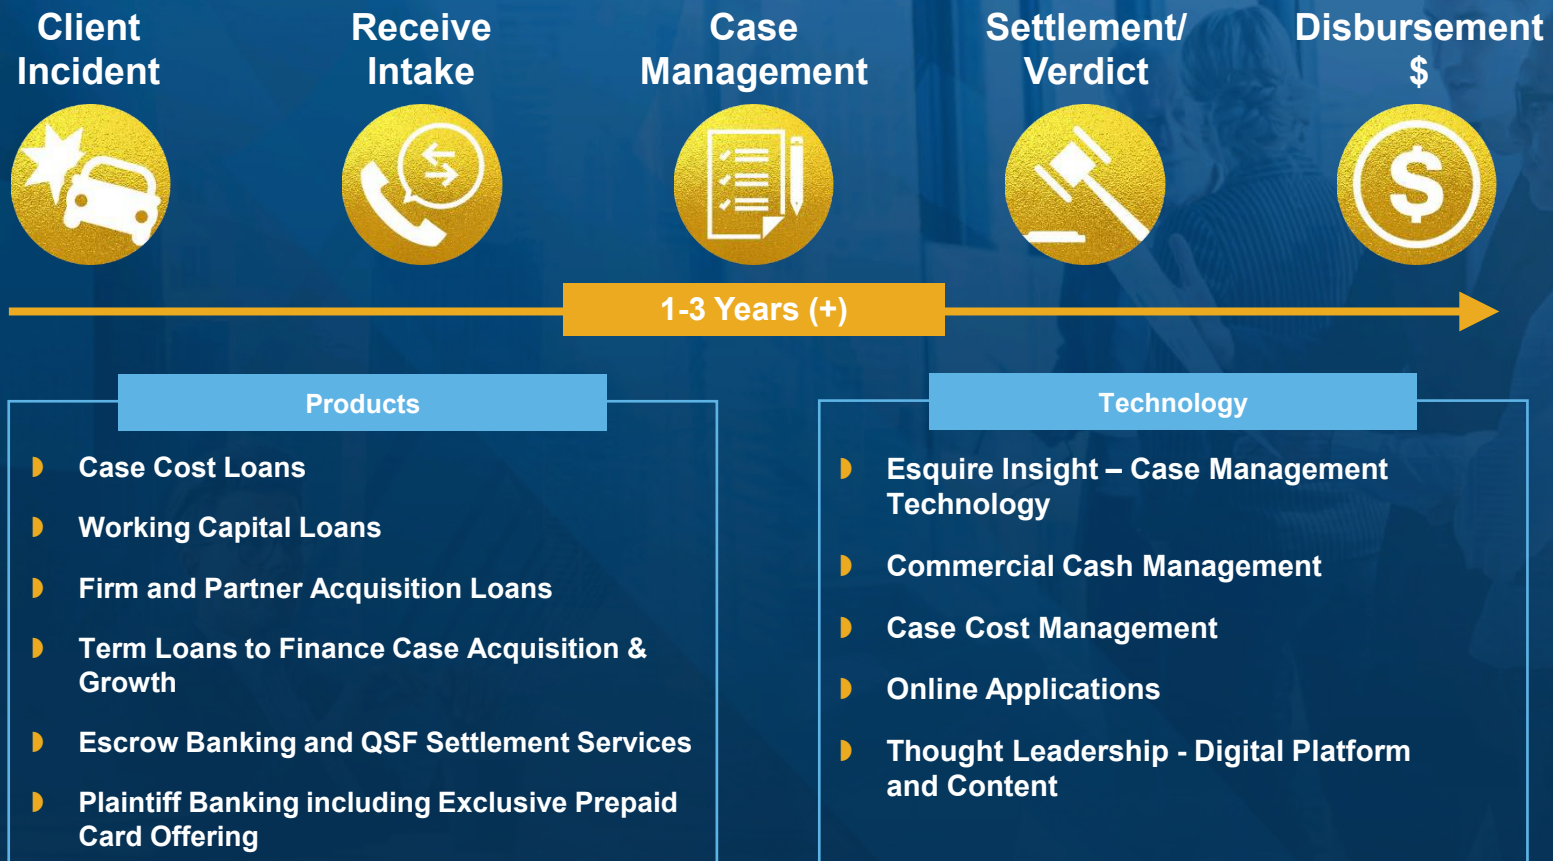 Client
Incident
Receive
Intake
Case
Management
Settlement/
Verdict
Disbursement
$
$
1-3 Years (+)
Products
Case Cost Loans
Working Capital Loans
Firm and Partner Acquisition Loans
Term Loans to Finance Case Acquisition &
Growth
Escrow Banking and QSF Settlement Services
Plaintiff Banking including Exclusive Prepaid
Card Offering
Technology
Esquire Insight – Case Management
Technology
Commercial Cash Management
Case Cost Management
Online Applications
Thought Leadership - Digital Platform
and Content